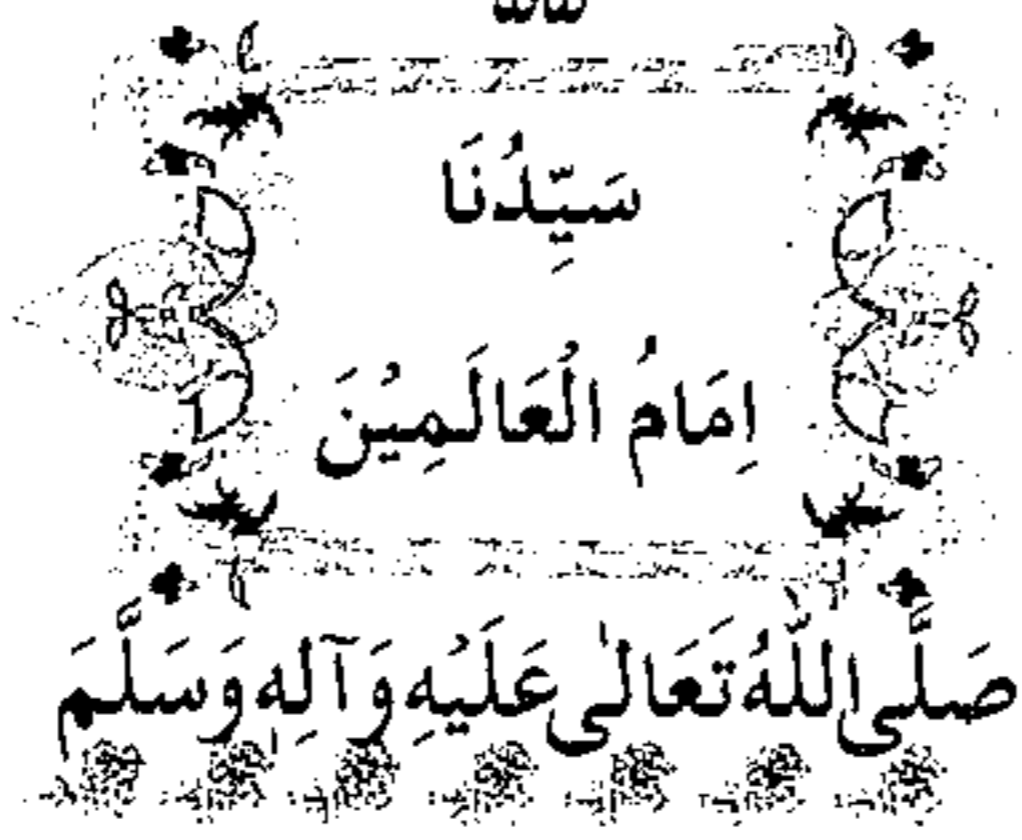 سَيِّدُنَا
اِمَامُ الْعَالَمِيْنَ
صَلَّى اللّٰهُ تَعَالٰى عَلَيْهِ وَآلِهٖ وَسَلَّمَ